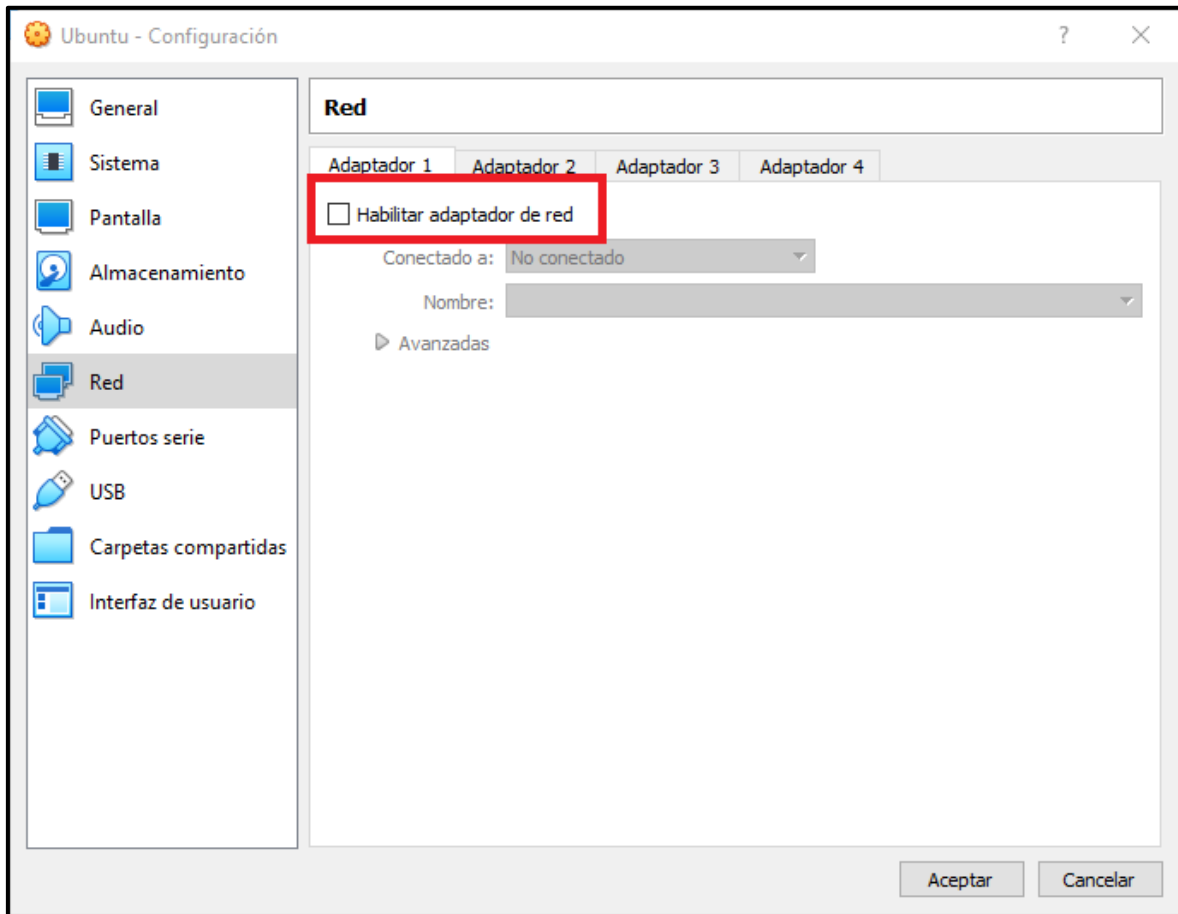 Ubuntu - Configuración
?
General
Sistema
Pantalla
Almacenamiento
Audio
Red
Puertos serie
USB
Carpetas compartidas
Interfaz de usuario
Red
Adaptador 1 Adaptador 2 Adaptador 3 Adaptador 4
Habilitar adaptador de red
Conectado a: No conectado
Nombre:
Avanzadas
Aceptar Cancelar